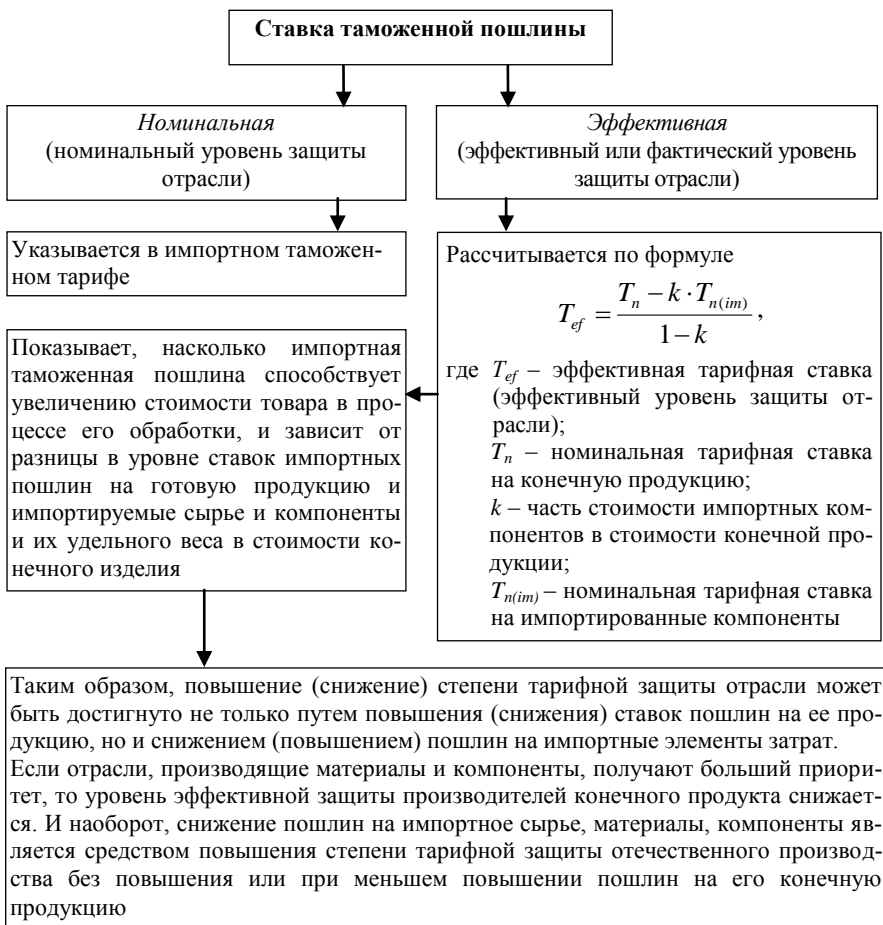 Ставка таможенной пошлины
Номинальная
(номинальный уровень защиты
отрасли)
Эффективная
(эффективный или фактический уровень
защиты отрасли)
Указывается в импортном таможен-
ном тарифе
Рассчитывается по формуле
T_{ef} = \frac{T_n - k \cdot T_{n(im)}}{1 - k},
где T_{ef} – эффективная тарифная ставка
(эффективный уровень защиты от-
расли);
T_n – номинальная тарифная ставка
на конечную продукцию;
k – часть стоимости импортных ком-
понентов в стоимости конечной про-
дукции;
T_{n(im)} – номинальная тарифная ставка
на импортированные компоненты
Показывает, насколько импортная
таможенная пошлина способствует
увеличению стоимости товара в про-
цессе его обработки, и зависит от
разницы в уровне ставок импортных
пошлин на готовую продукцию и
импортируемые сырье и компоненты
и их удельного веса в стоимости ко-
нечного изделия
Таким образом, повышение (снижение) степени тарифной защиты отрасли может
быть достигнуто не только путем повышения (снижения) ставок пошлин на ее про-
дукцию, но и снижением (повышением) пошлин на импортные элементы затрат.
Если отрасли, производящие материалы и компоненты, получают больший приори-
тет, то уровень эффективной защиты производителей конечного продукта снижает-
ся. И наоборот, снижение пошлин на импортное сырье, материалы, компоненты яв-
ляется средством повышения степени тарифной защиты отечественного производ-
ства без повышения или при меньшем повышении пошлин на его конечную
продукцию